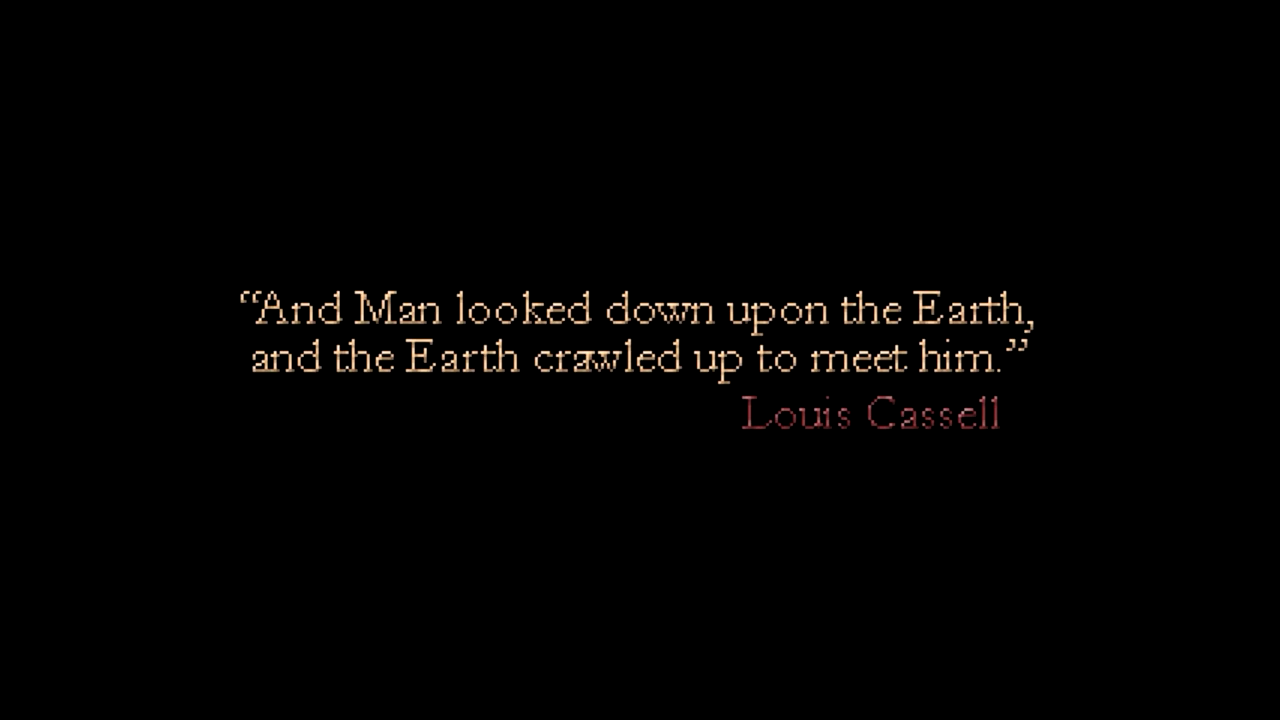 “And Man looked down upon the Earth,
and the Earth crawled up to meet him.”
Louis Cassell